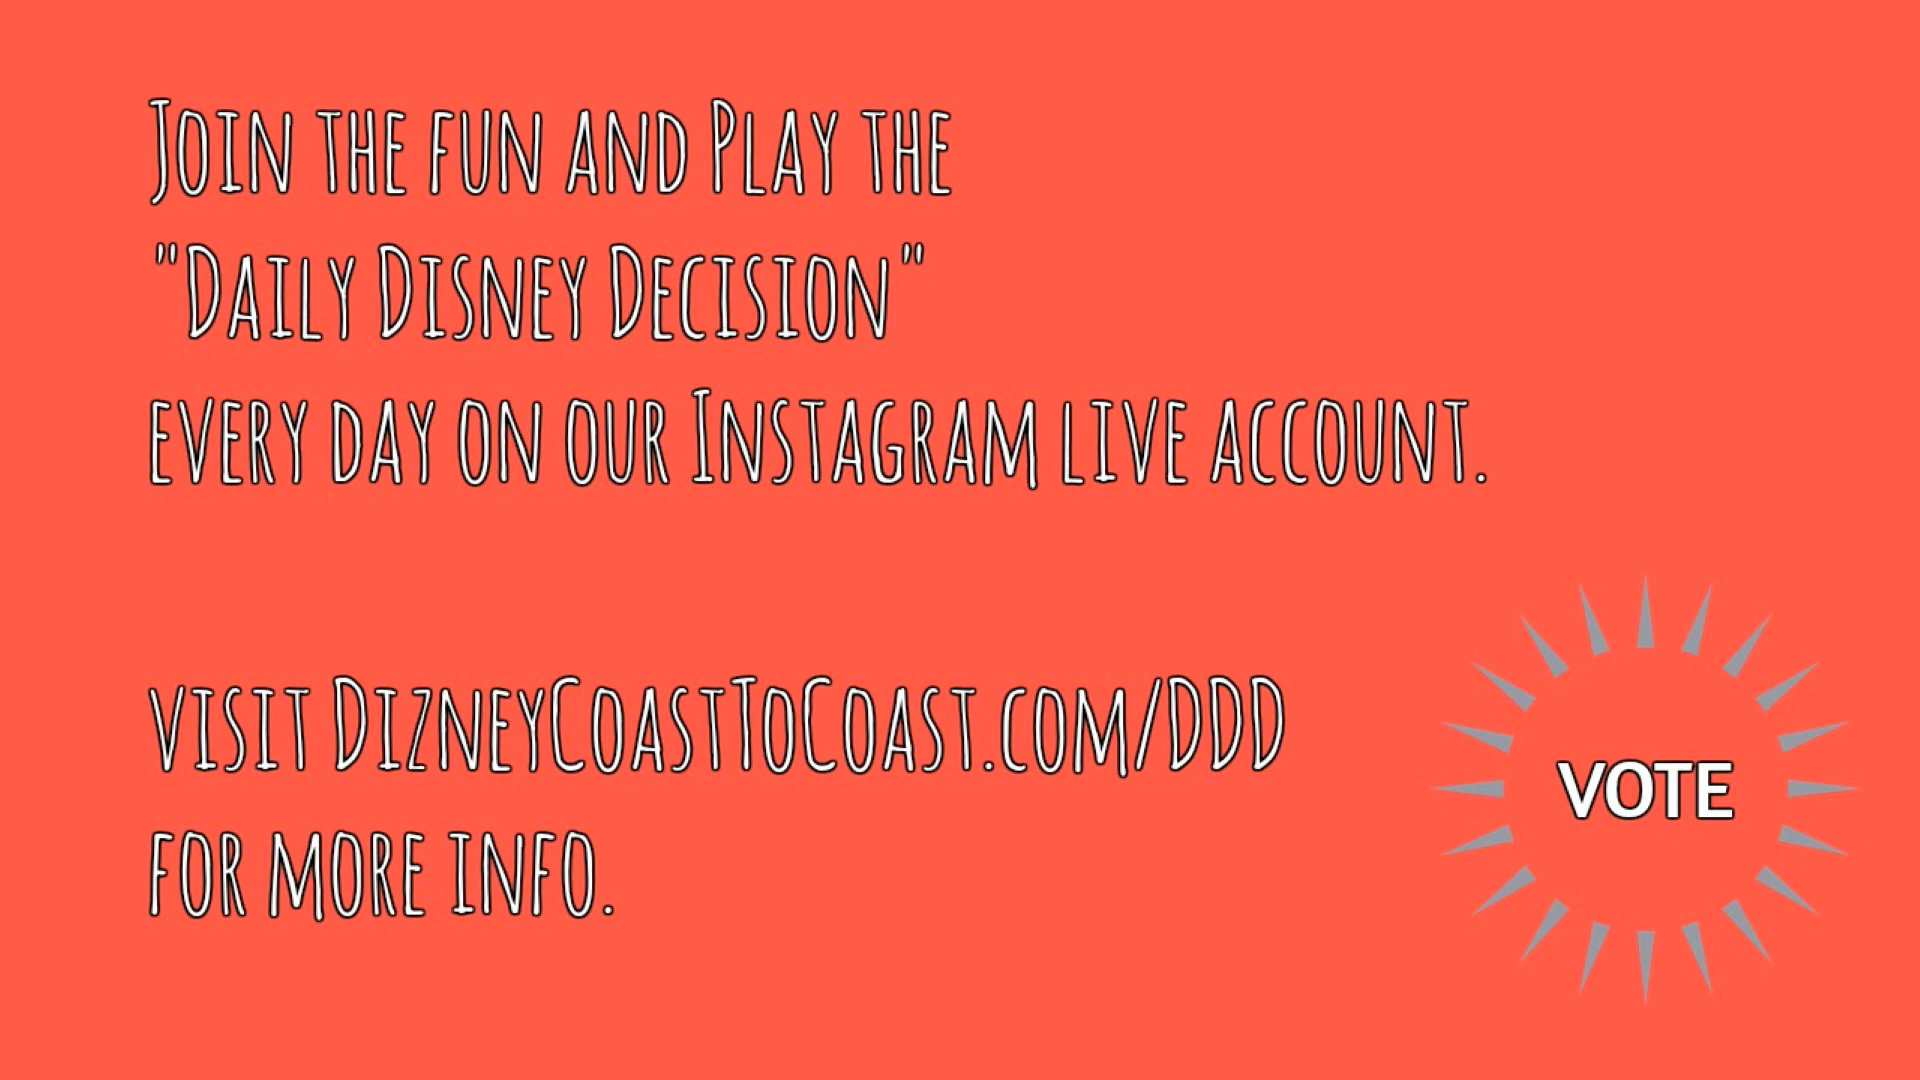 Join the fun and Play the
"Daily Disney Decision"
every day on our Instagram live account.
visit DizneyCoastToCoast.com/DDD
for more info.
VOTE